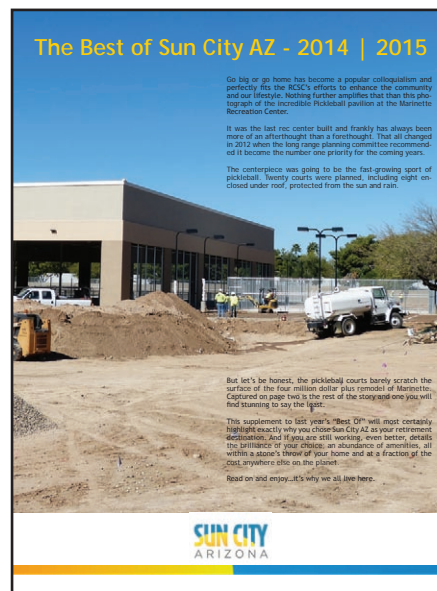 The Best of Sun City AZ - 2014 | 2015
Go big or go home has become a popular colloquialism and
perfectly fits the RCSC's efforts to enhance the community
and our lifestyle. Nothing further amplifies that than this pho-
tograph of the incredible Pickleball pavilion at the Marinette
Recreation Center.
It was the last rec center built and frankly has always been
more of an afterthought than a forethought. That all changed
in 2012 when the long range planning committee recommend-
ed it become the number one priority for the coming years.
The centerpiece was going to be the fast-growing sport of
pickleball. Twenty courts were planned, including eight en-
closed under roof, protected from the sun and rain.
But let's be honest, the pickleball courts barely scratch the
surface of the four million dollar plus remodel of Marinette.
Captured on page two is the rest of the story and one you will
find stunning to say the least.
This supplement to last year's "Best Of" will most certainly
highlight exactly why you chose Sun City AZ as your retirement
destination. And if you are still working, even better, details
the brilliance of your choice; an abundance of amenities, all
within a stone's throw of your home and at a fraction of the
cost anywhere else on the planet.
Read on and enjoy...it's why we all live here.
SUN CITY
ARIZONA